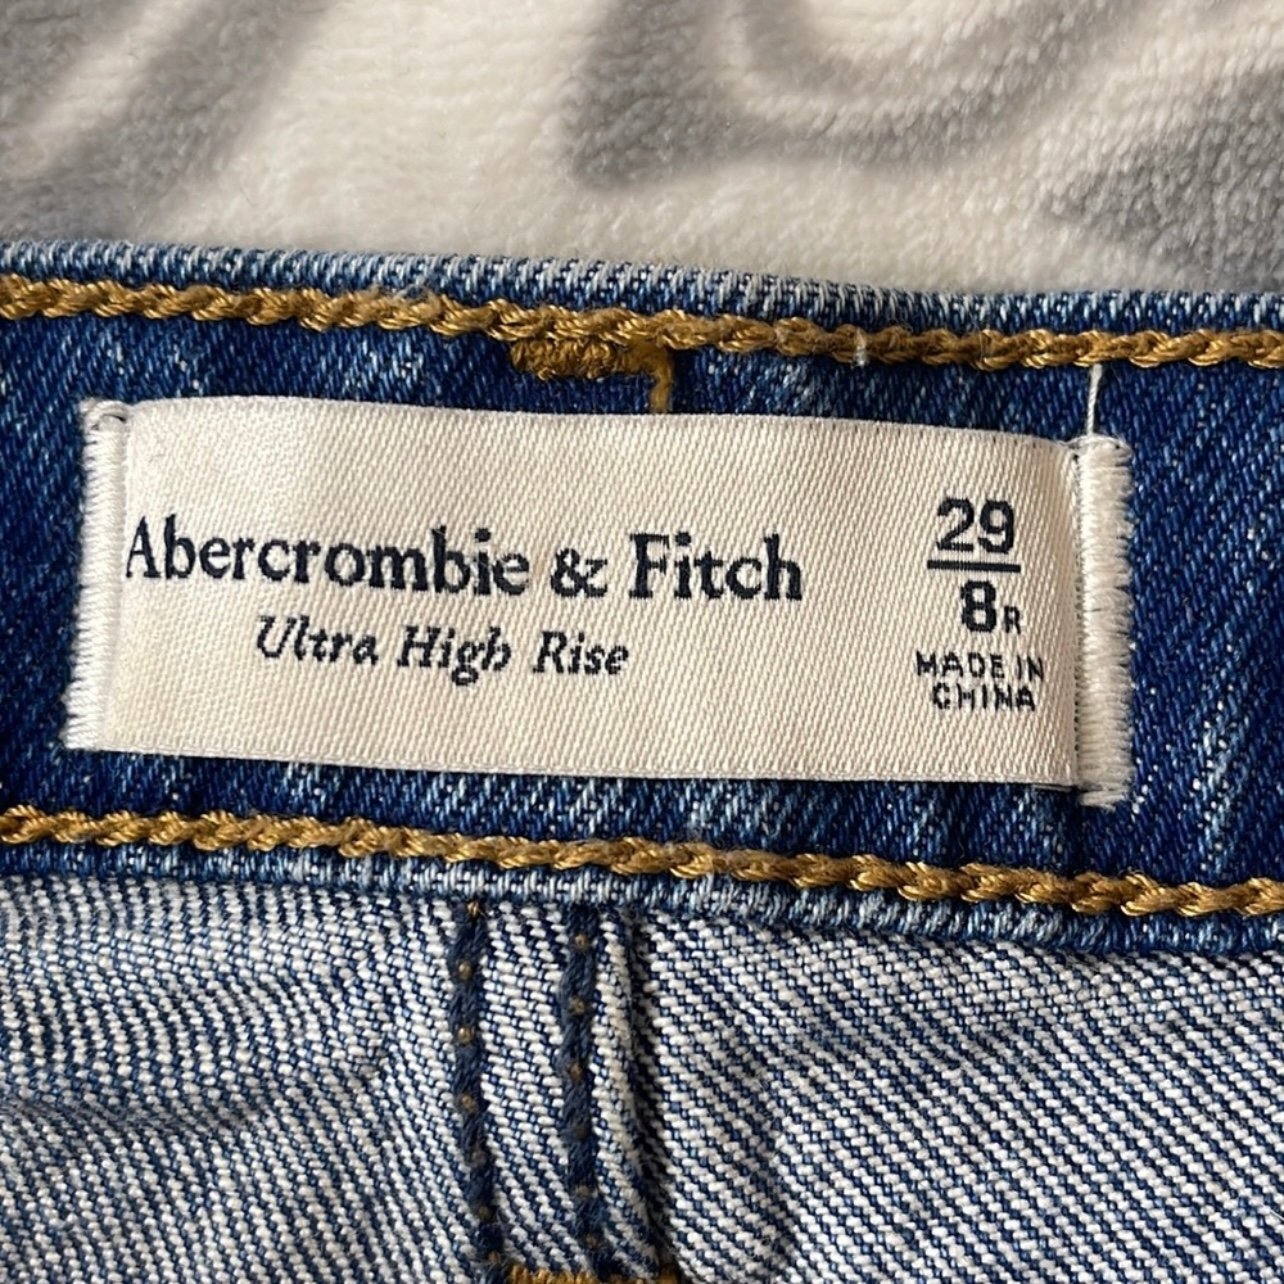 Abercrombie & Fitch
Ultra High Rise
29
8R
MADE IN
CHINA